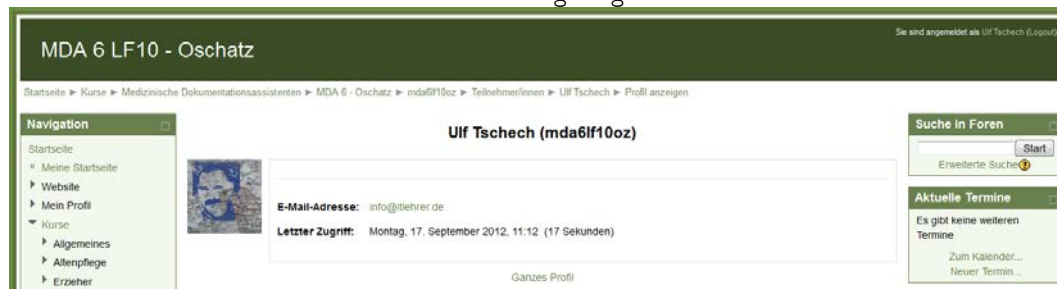 Sie sind angemeldet als Ulf Tschech (Logout)
MDA 6 LF10 - Oschatz
Startseite ► Kurse ► Medizinische Dokumentationsassistenten ► MDA 6 - Oschatz ► mda6lf10oz ► Teilnehmer/innen ► Ulf Tschech ► Profil anzeigen
Navigation
Startseite
Meine Startseite
Website
Mein Profil
Kurse
Allgemeines
Altenpflege
Erzieher
Ulf Tschech (mda6lf10oz)
E-Mail-Adresse: info@itlehrer.de
Letzter Zugriff: Montag, 17. September 2012, 11:12 (17 Sekunden)
Ganzes Profil
Suche in Foren
Start
Erweiterte Suche
Aktuelle Termine
Es gibt keine weiteren
Termine
Zum Kalender...
Neuer Termin...